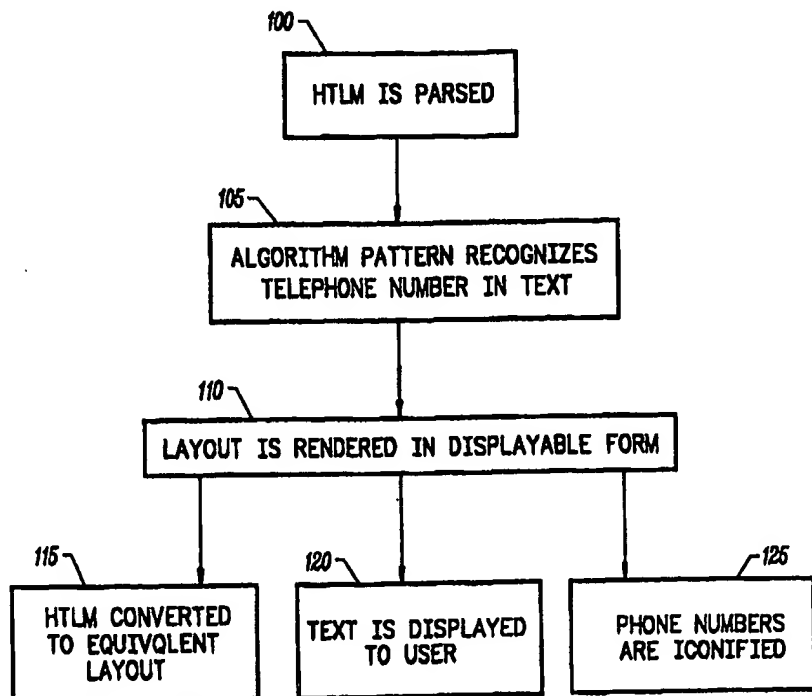 100
HTLM IS PARSED
105
ALGORITHM PATTERN RECOGNIZES
TELEPHONE NUMBER IN TEXT
110
LAYOUT IS RENDERED IN DISPLAYABLE FORM
115
HTLM CONVERTED
TO EQUIVQLENT
LAYOUT
120
TEXT IS DISPLAYED
TO USER
125
PHONE NUMBERS
ARE ICONIFIED